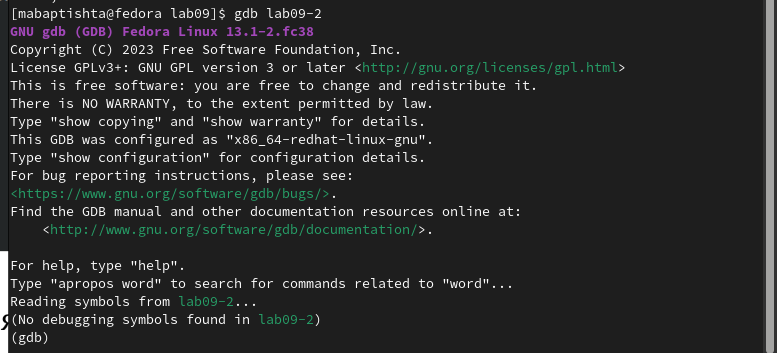 [mabaptishta@fedora lab09]$ gdb lab09-2
GNU gdb (GDB) Fedora Linux 13.1-2.fc38
Copyright (C) 2023 Free Software Foundation, Inc.
License GPLv3+: GNU GPL version 3 or later <http://gnu.org/licenses/gpl.html>
This is free software: you are free to change and redistribute it.
There is NO WARRANTY, to the extent permitted by law.
Type "show copying" and "show warranty" for details.
This GDB was configured as "x86_64-redhat-linux-gnu".
Type "show configuration" for configuration details.
For bug reporting instructions, please see:
<https://www.gnu.org/software/gdb/bugs/>.
Find the GDB manual and other documentation resources online at:
    <http://www.gnu.org/software/gdb/documentation/>.

For help, type "help".
Type "apropos word" to search for commands related to "word"...
Reading symbols from lab09-2...
(No debugging symbols found in lab09-2)
(gdb)